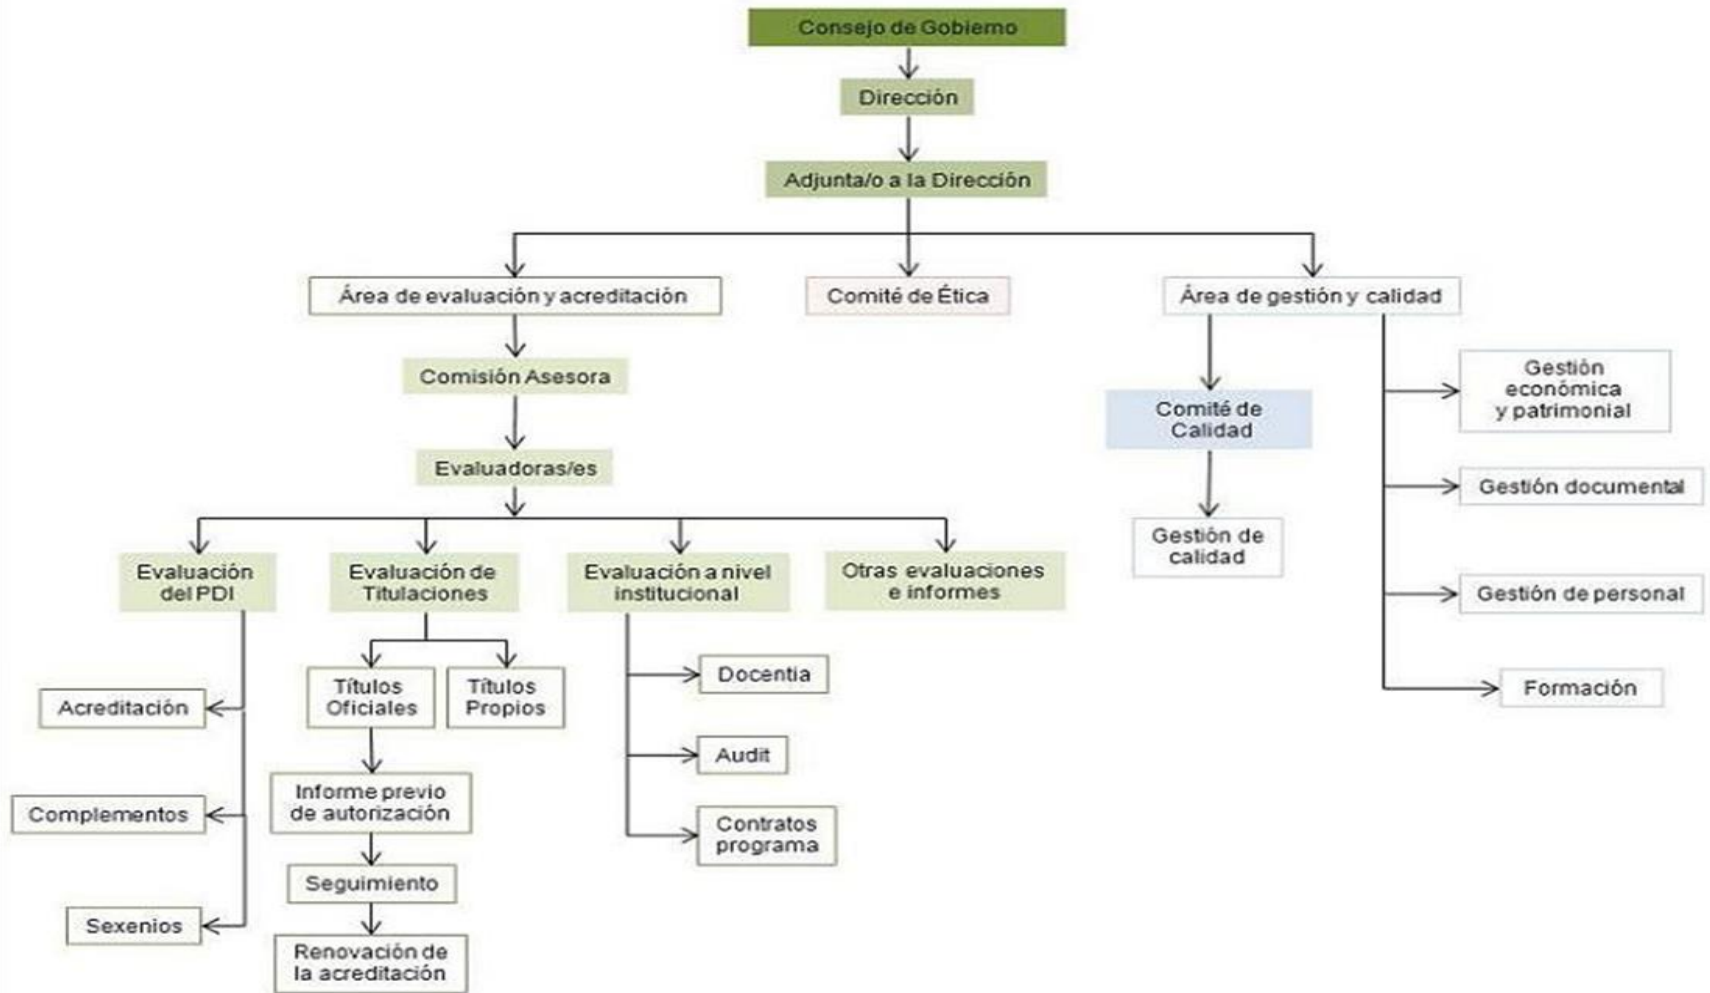 Consejo de Gobierno
Dirección
Adjunta/o a la Dirección
Área de evaluación y acreditación
Comité de Ética
Área de gestión y calidad
Comisión Asesora
Evaluadoras/es
Comité de
Calidad
Gestión de
calidad
Gestión
económica
y patrimonial
Gestión documental
Gestión de personal
Formación
Evaluación
del PDI
Evaluación de
Titulaciones
Evaluación a nivel
institucional
Otras evaluaciones
e informes
Acreditación
Complementos
Sexenios
Títulos
Oficiales
Títulos
Propios
Informe previo
de autorización
Seguimiento
Renovación de
la acreditación
Docentia
Audit
Contratos
programa